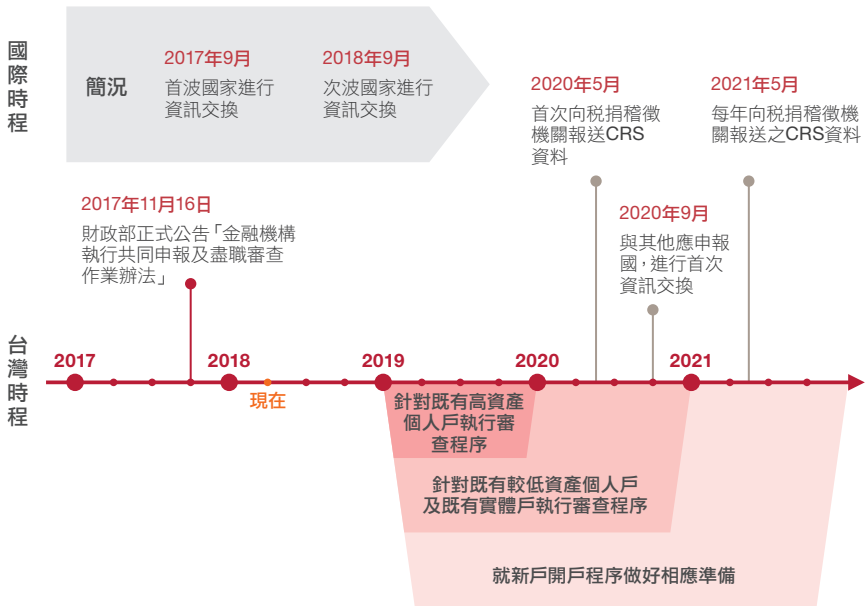 國際時程
簡況
2017年9月
首波國家進行
資訊交換
2018年9月
次波國家進行
資訊交換
2020年5月
首次向税捐稽徵
機關報送CRS
資料
2021年5月
每年向税捐稽徵機
關報送之CRS資料
2017年11月16日
財政部正式公告「金融機構
執行共同申報及盡職審查
作業辦法」
2020年9月
與其他應申報
國，進行首次
資訊交換
台灣時程
2017
2018
2019
2020
2021
現在
針對既有高資產
個人戶執行審
查程序
針對既有較低資產個人戶
及既有實體戶執行審查程序
就新戶開戶程序做好相應準備